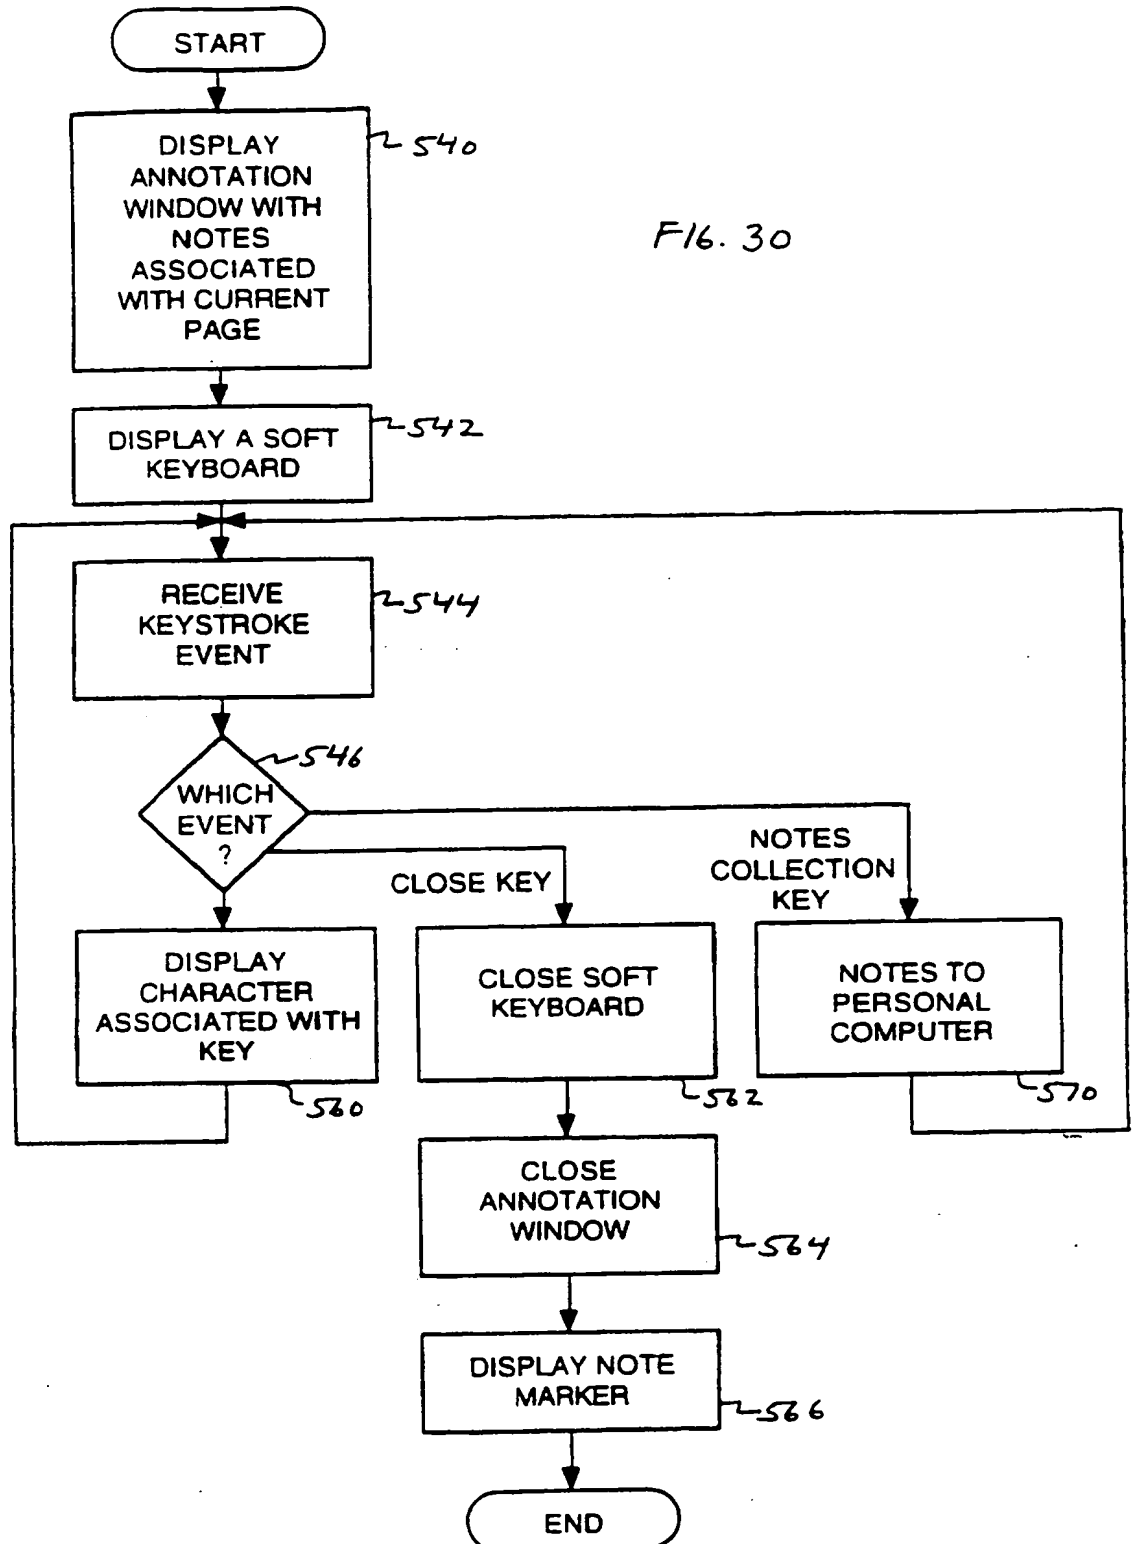 START
DISPLAY
ANNOTATION
WINDOW WITH
NOTES
ASSOCIATED
WITH CURRENT
PAGE
540
FIG. 30
DISPLAY A SOFT
KEYBOARD
542
RECEIVE
KEYSTROKE
EVENT
544
WHICH
EVENT
?
546
CLOSE KEY
NOTES
COLLECTION
KEY
DISPLAY
CHARACTER
ASSOCIATED WITH
KEY
560
CLOSE SOFT
KEYBOARD
562
NOTES TO
PERSONAL
COMPUTER
570
CLOSE
ANNOTATION
WINDOW
564
DISPLAY NOTE
MARKER
566
END